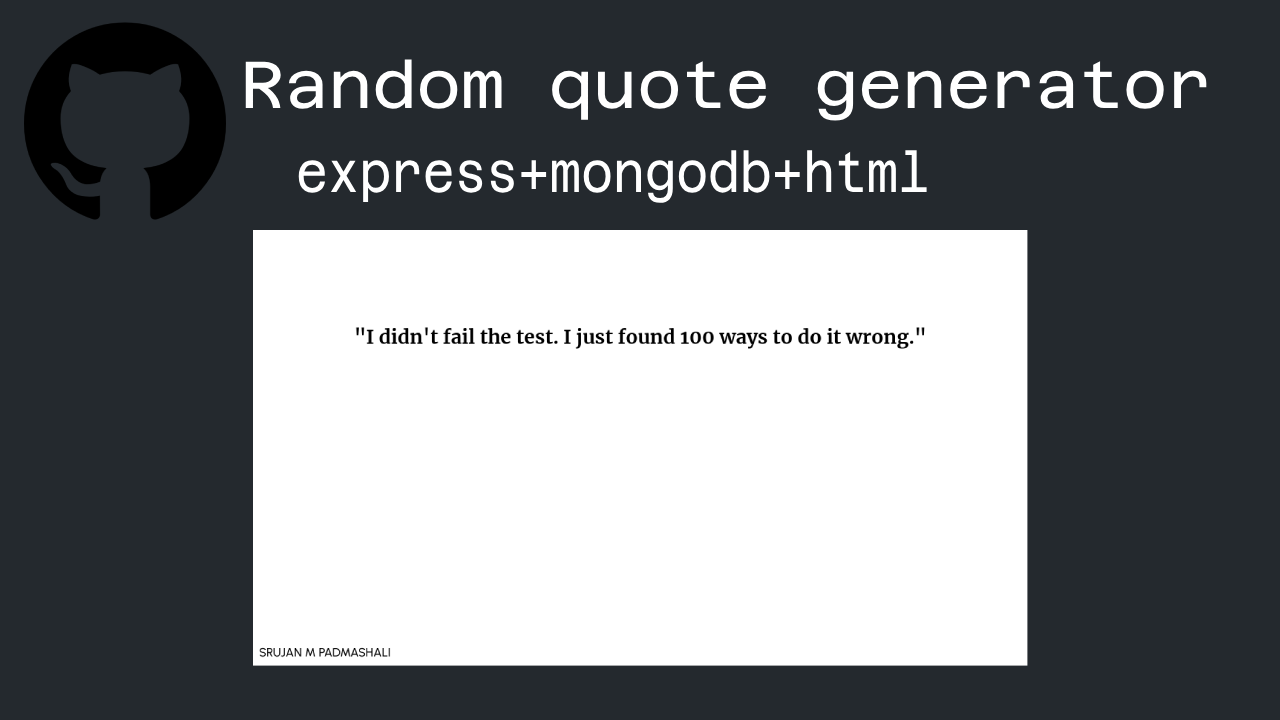 Random quote generator
express+mongodb+html
"I didn't fail the test. I just found 100 ways to do it wrong."
SRUJAN M PADMASHALI